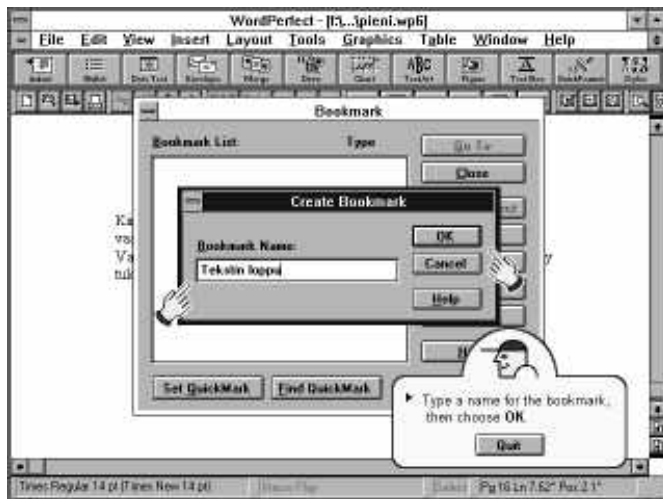 WordPerfect - [f:\...\pieni.wp6]
File Edit View Insert Layout Tools Graphics Table Window Help
Bookmark
Bookmark List: Type
Go To
Close
Create Bookmark
Bookmark Name:
OK
Tekstin loppu
Cancel
Help
Set QuickMark Find QuickMark
Type a name for the bookmark,
then choose OK.
Quit
Times Regular 14 pt (Times New 14 pt) Select Pg 16 Ln 7.62" Pos 2.1"